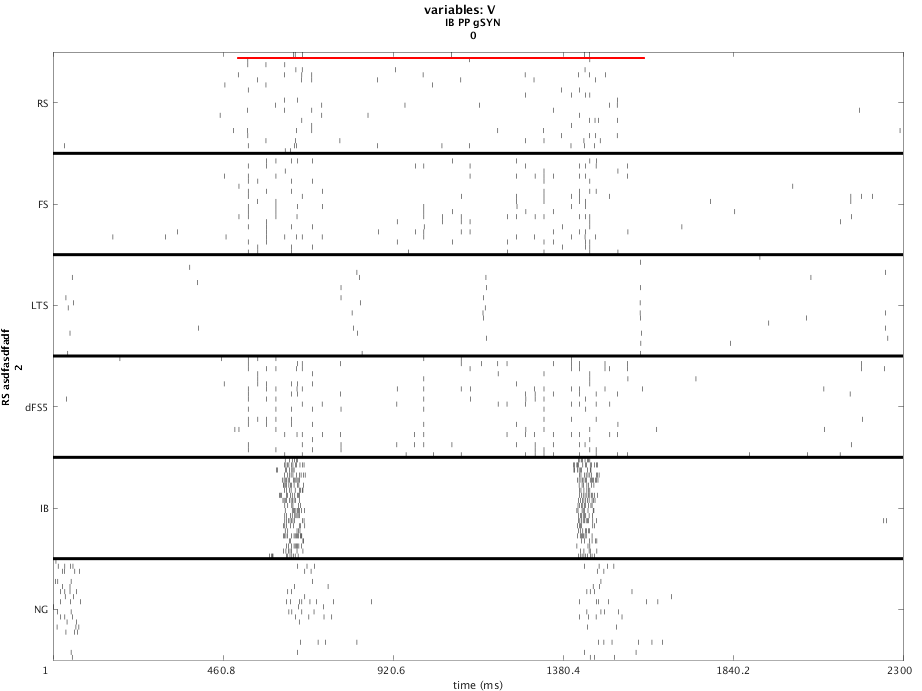 variables: V
IB PP gSYN
0
RS
FS
LTS
dFS5
IB
NG
RS asdfasdfadf
2
1
460.8
920.6
1380.4
1840.2
2300
time (ms)